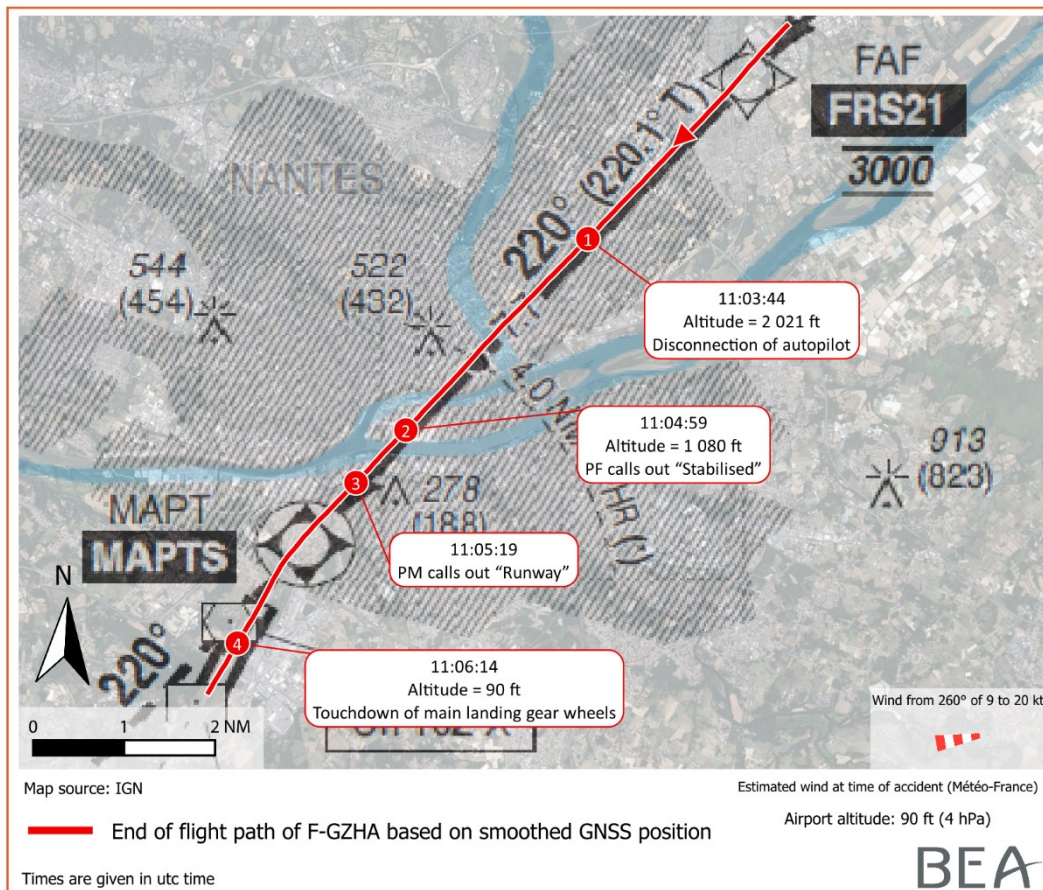 FAF
FRS21
3000
220° (220.1° T)
NANTES
544
(454)
522
(432)
1
11:03:44
Altitude = 2 021 ft
Disconnection of autopilot
2
11:04:59
Altitude = 1 080 ft
PF calls out “Stabilised”
913
(823)
3
278
(188)
MAPT
MAPTS
11:05:19
PM calls out “Runway”
N
220°
4
11:06:14
Altitude = 90 ft
Touchdown of main landing gear wheels
0 1 2 NM
Wind from 260° of 9 to 20 kt
Map source: IGN
Estimated wind at time of accident (Météo-France)
End of flight path of F-GZHA based on smoothed GNSS position
Airport altitude: 90 ft (4 hPa)
Times are given in utc time
BEA